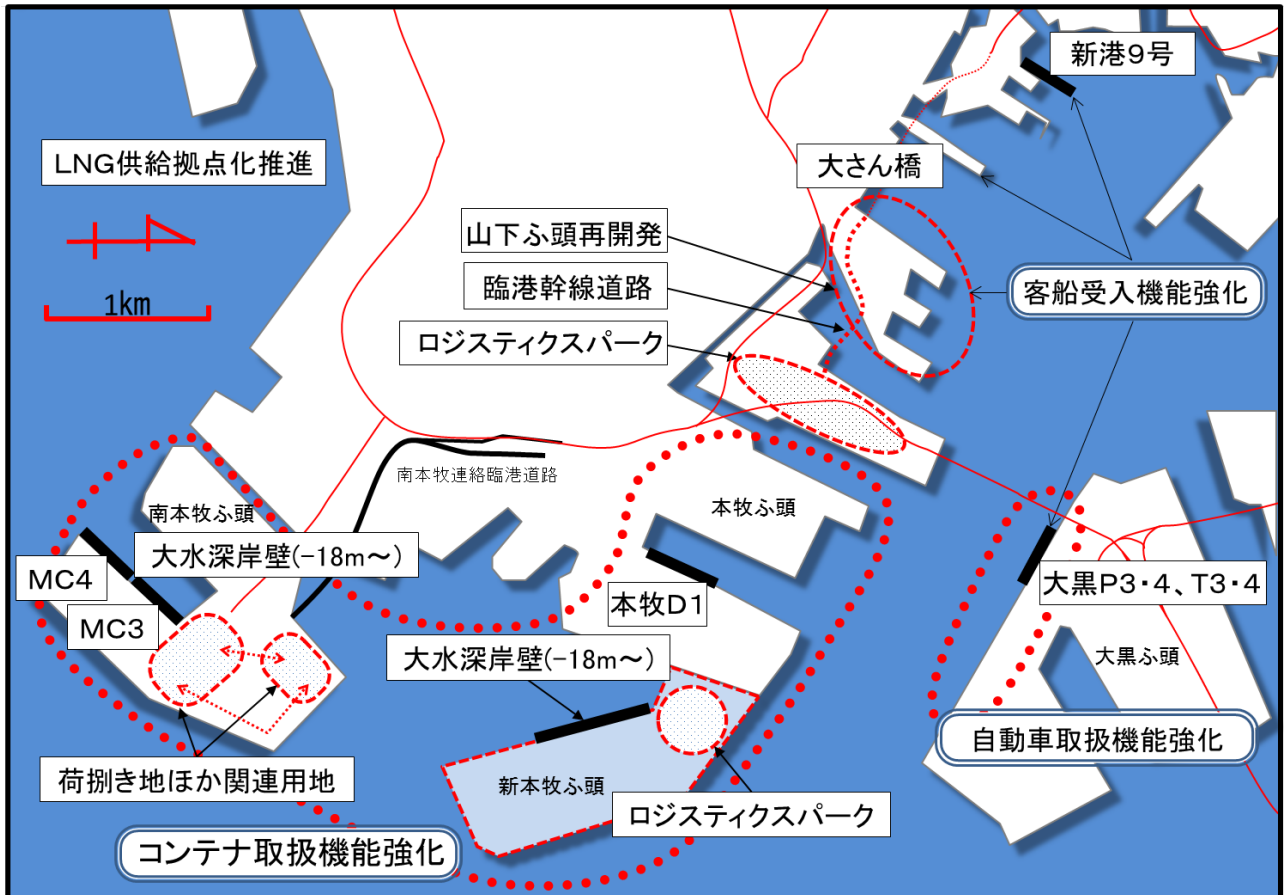 新港9号
LNG供給拠点化推進
大さん橋
山下ふ頭再開発
臨港幹線道路
客船受入機能強化
1km
ロジスティクスパーク
南本牧連絡臨港道路
本牧ふ頭
南本牧ふ頭
大水深岸壁(-18m～)
MC4
MC3
本牧D1
大黒P3・4、T3・4
大水深岸壁(-18m～)
大黒ふ頭
自動車取扱機能強化
荷捌き地ほか関連用地
新本牧ふ頭
ロジスティクスパーク
コンテナ取扱機能強化